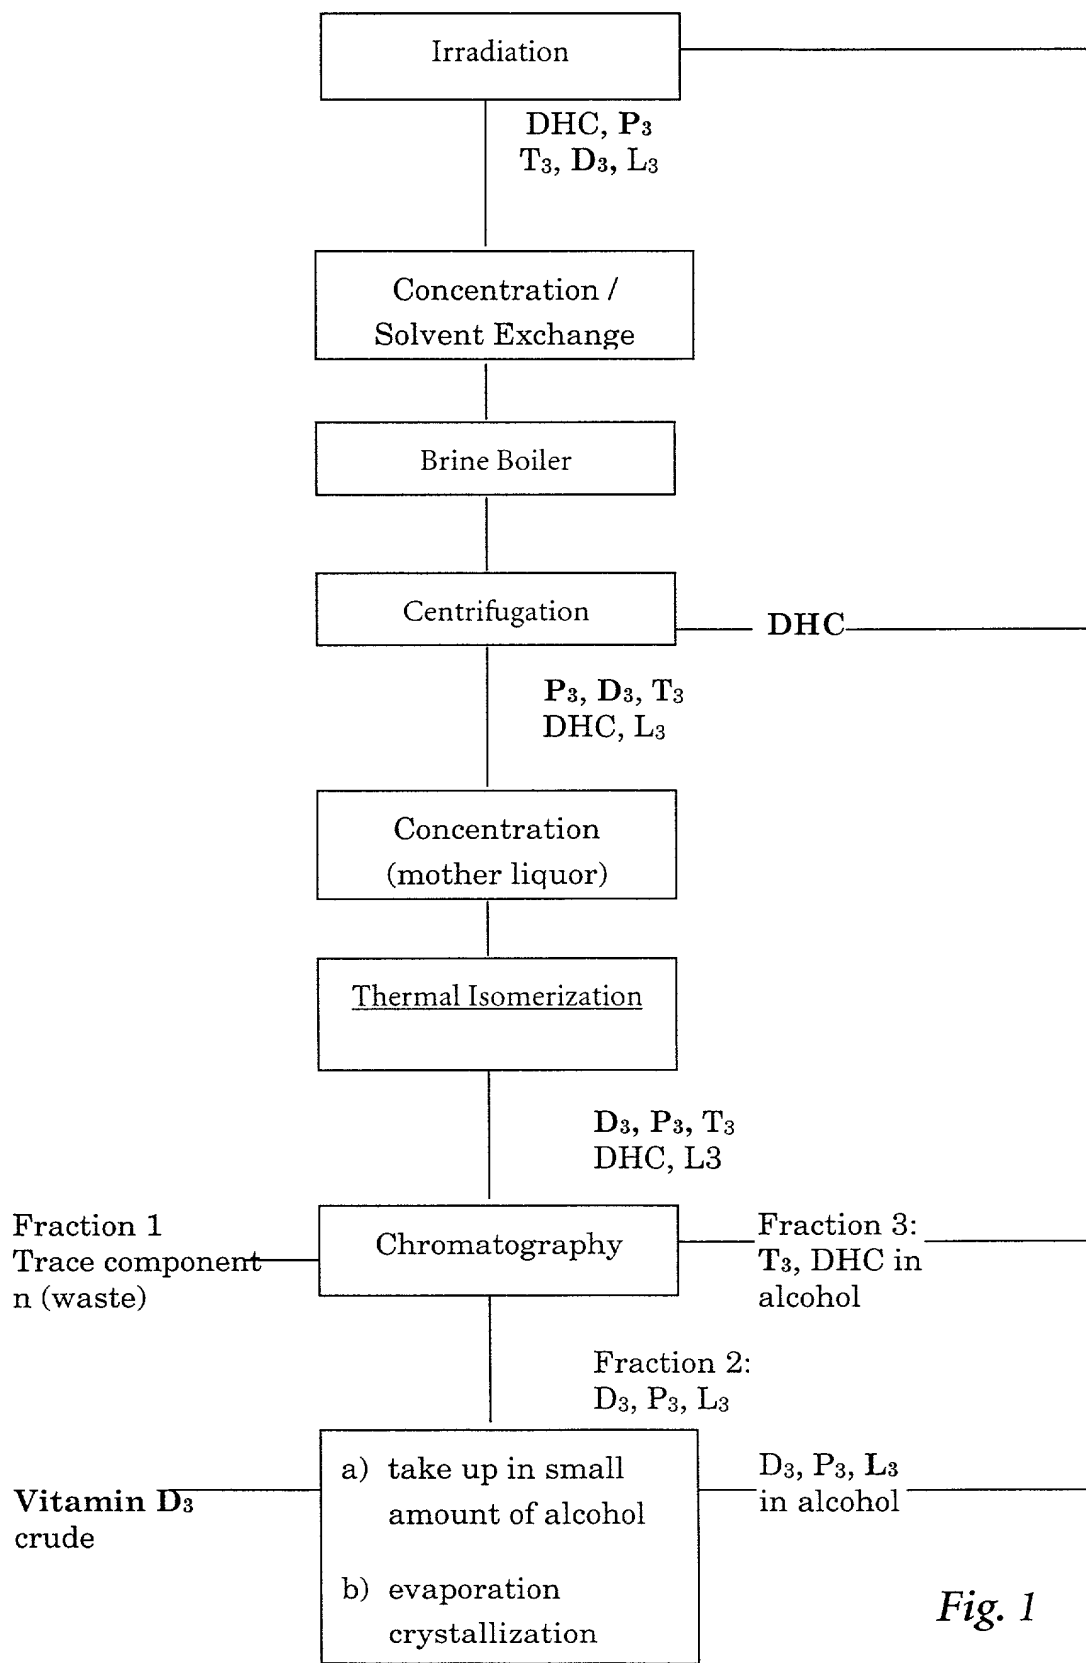 Irradiation
DHC, P₃
T₃, D₃, L₃
Concentration /
Solvent Exchange
Brine Boiler
Centrifugation
DHC
P₃, D₃, T₃
DHC, L₃
Concentration
(mother liquor)
Thermal Isomerization
D₃, P₃, T₃
DHC, L3
Fraction 1
Trace component
n (waste)
Chromatography
Fraction 3:
T₃, DHC in
alcohol
Fraction 2:
D₃, P₃, L₃
a) take up in small
amount of alcohol
b) evaporation
crystallization
Vitamin D₃
crude
D₃, P₃, L₃
in alcohol
Fig. 1